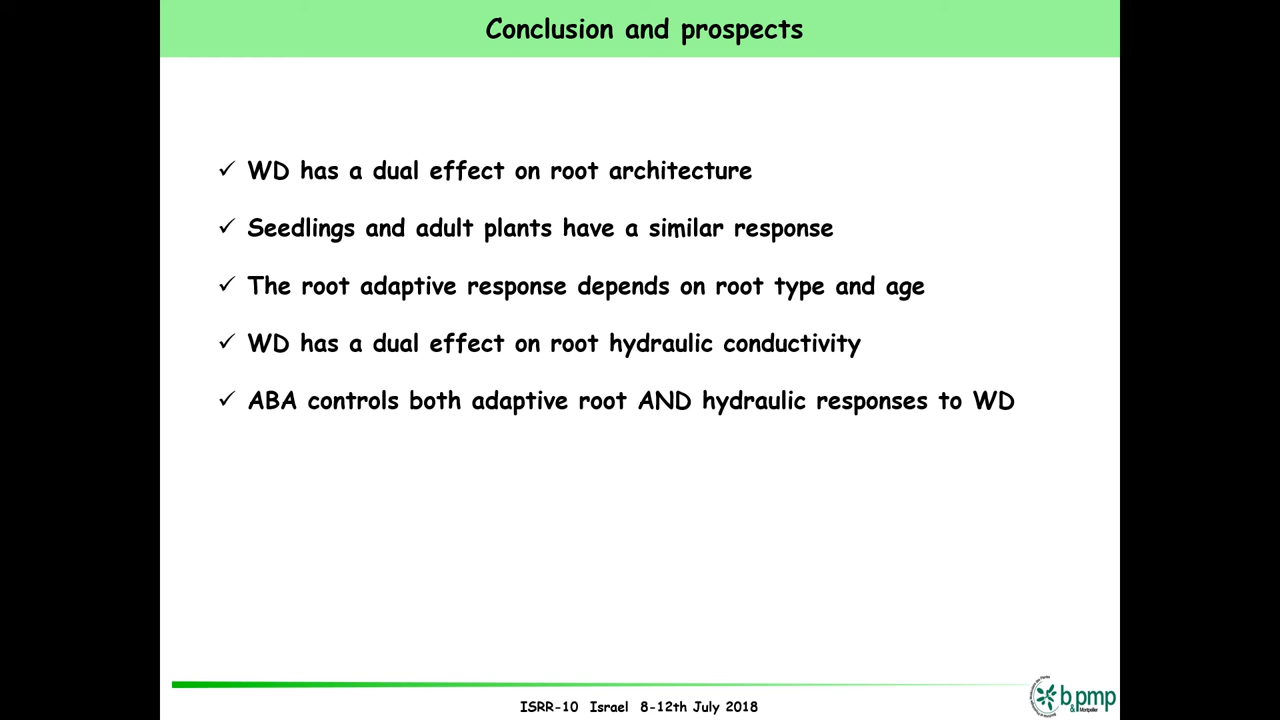 Conclusion and prospects
✓ WD has a dual effect on root architecture
✓ Seedlings and adult plants have a similar response
✓ The root adaptive response depends on root type and age
✓ WD has a dual effect on root hydraulic conductivity
✓ ABA controls both adaptive root AND hydraulic responses to WD
ISRR-10 Israel 8-12th July 2018
b&pmp
Montpellier